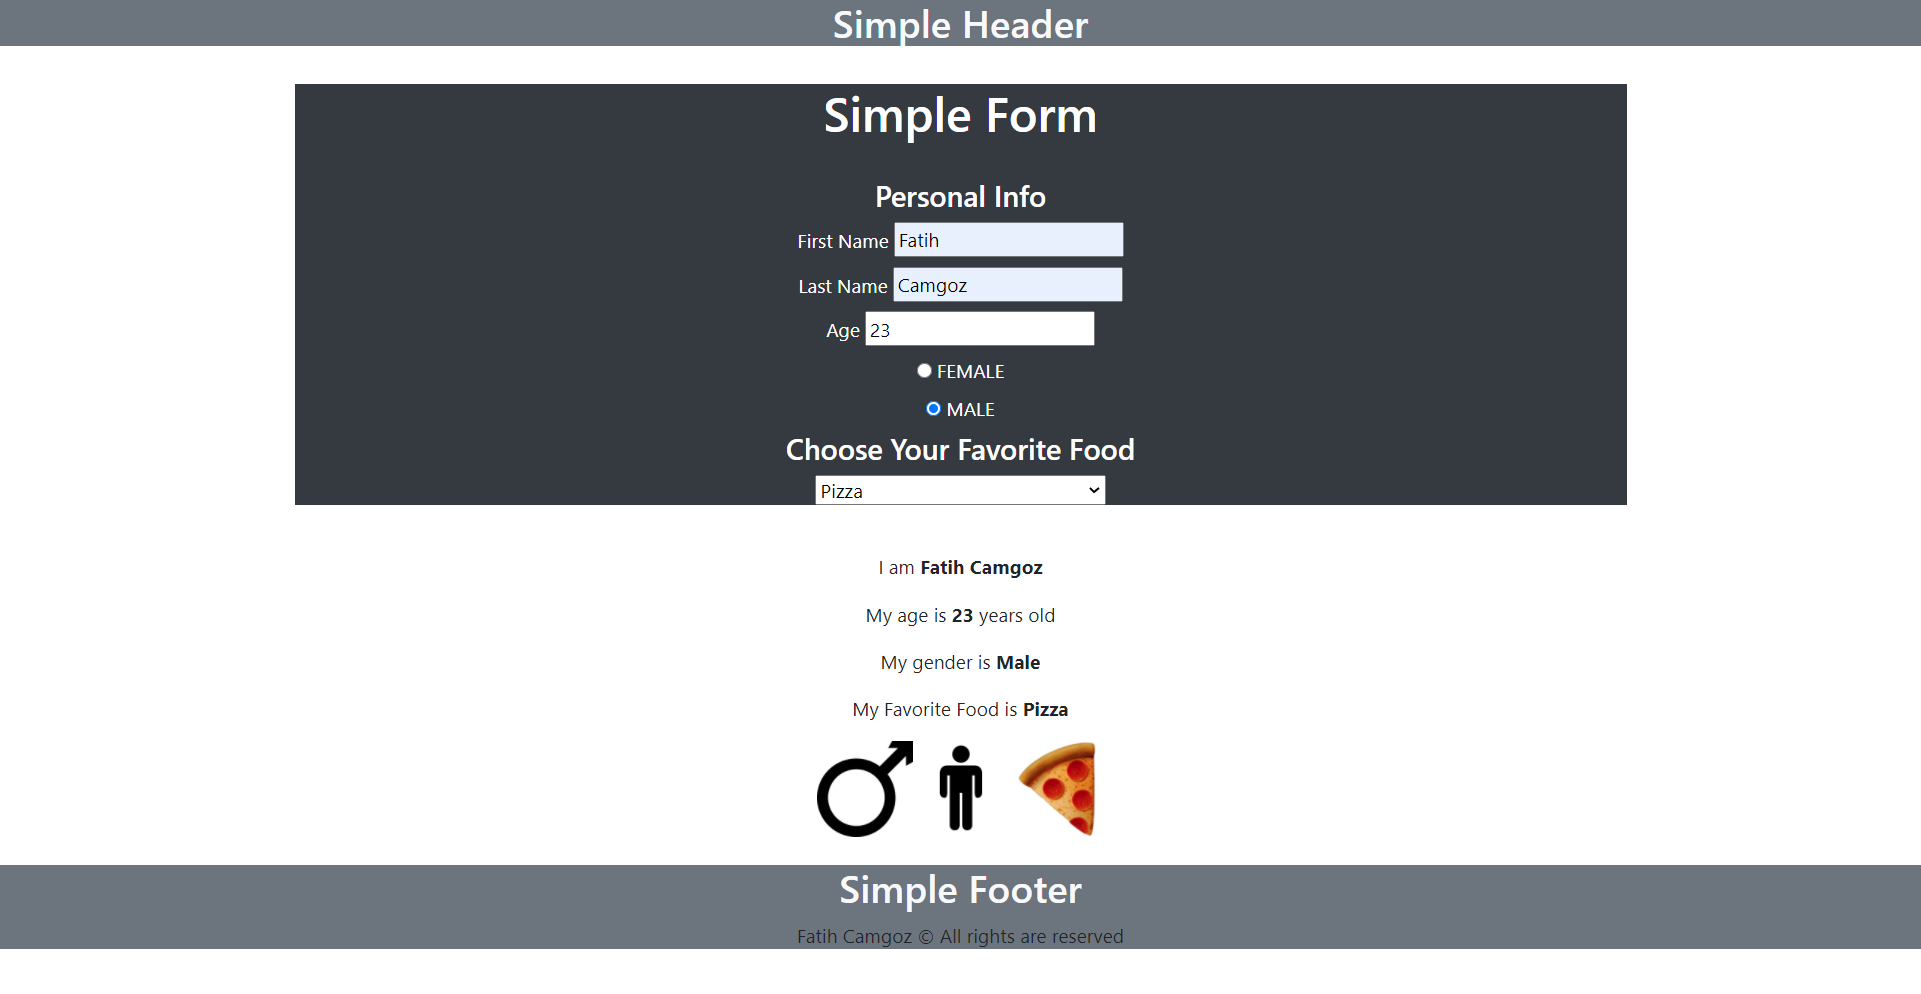 Simple Header
Simple Form
Personal Info
First Name Fatih
Last Name Camgoz
Age 23
FEMALE
MALE
Choose Your Favorite Food
Pizza
I am Fatih Camgoz
My age is 23 years old
My gender is Male
My Favorite Food is Pizza
Simple Footer
Fatih Camgoz © All rights are reserved